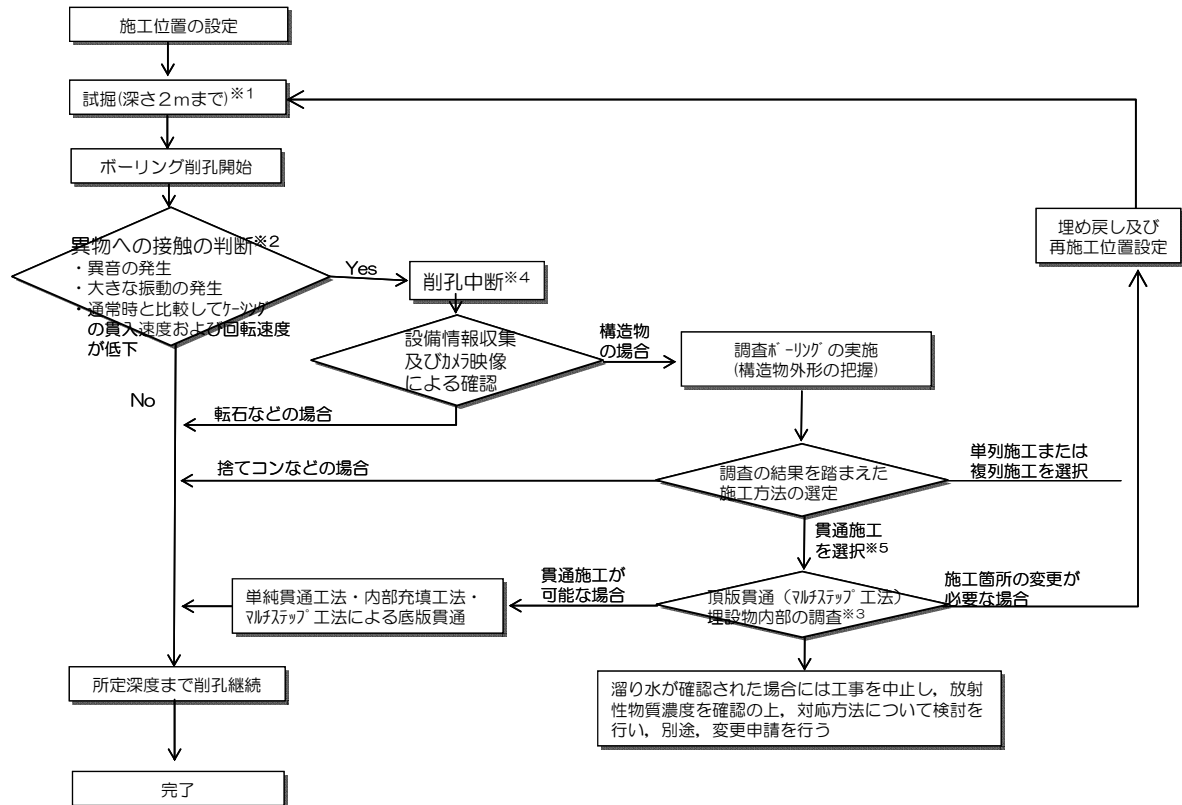 施工位置の設定
試掘(深さ2mまで)※1
ボーリング削孔開始
異物への接触の判断※2
・異音の発生
・大きな振動の発生
・通常時と比較してｹｰｼﾝｸﾞ
の貫入速度および回転速度
が低下
Yes
削孔中断※4
埋め戻し及び
再施工位置設定
設備情報収集
及びｶﾒﾗ映像
による確認
構造物
の場合
調査ﾎﾞｰﾘﾝｸﾞの実施
(構造物外形の把握)
No
転石などの場合
捨てコンなどの場合
調査の結果を踏まえた
施工方法の選定
単列施工または
複列施工を選択
貫通施工
を選択※5
単純貫通工法・内部充填工法・
ﾏﾙﾁｽﾃｯﾌﾟ工法による底版貫通
貫通施工が
可能な場合
頂版貫通（ﾏﾙﾁｽﾃｯﾌﾟ工法）
埋設物内部の調査※3
施工箇所の変更が
必要な場合
所定深度まで削孔継続
溜り水が確認された場合には工事を中止し，放射
性物質濃度を確認の上，対応方法について検討を
行い，別途，変更申請を行う
完了